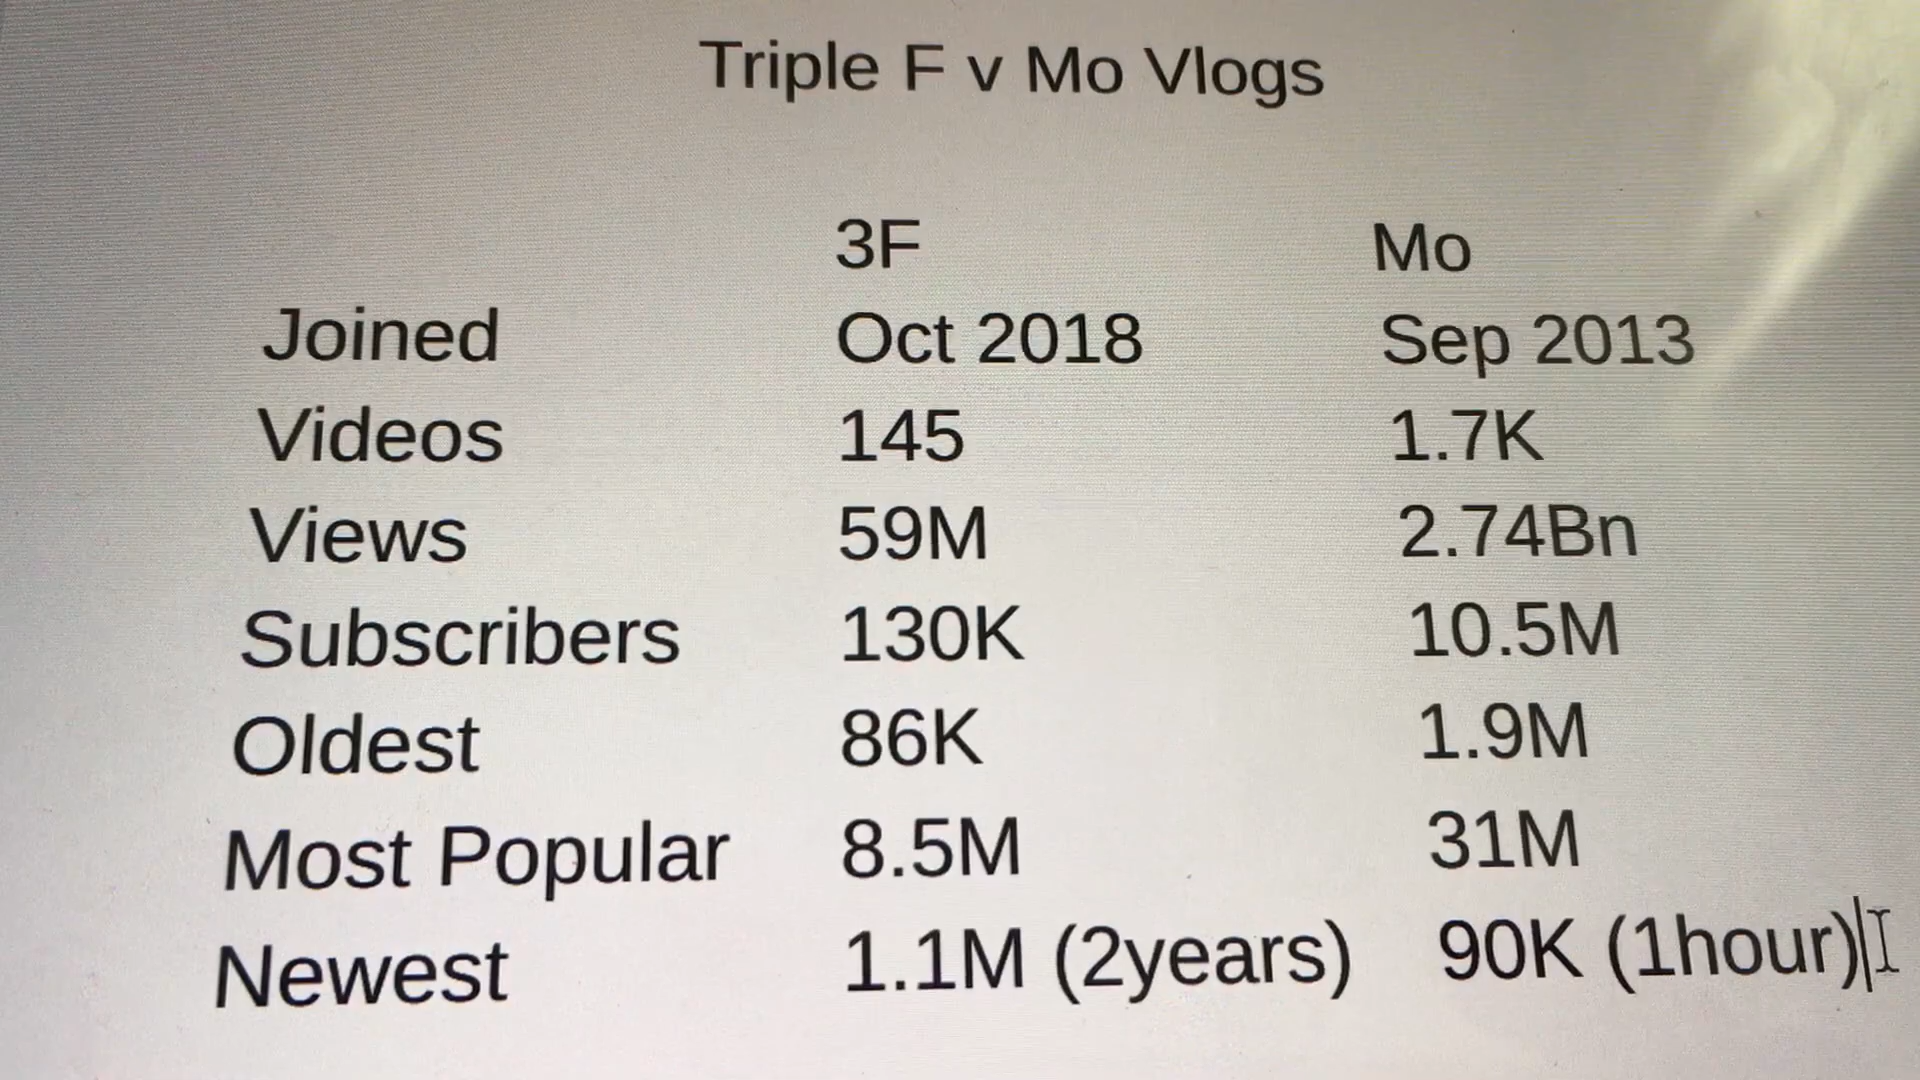 Triple F v Mo Vlogs
3F Mo
Joined Oct 2018 Sep 2013
Videos 145 1.7K
Views 59M 2.74Bn
Subscribers 130K 10.5M
Oldest 86K 1.9M
Most Popular 8.5M 31M
Newest 1.1M (2years) 90K (1hour)